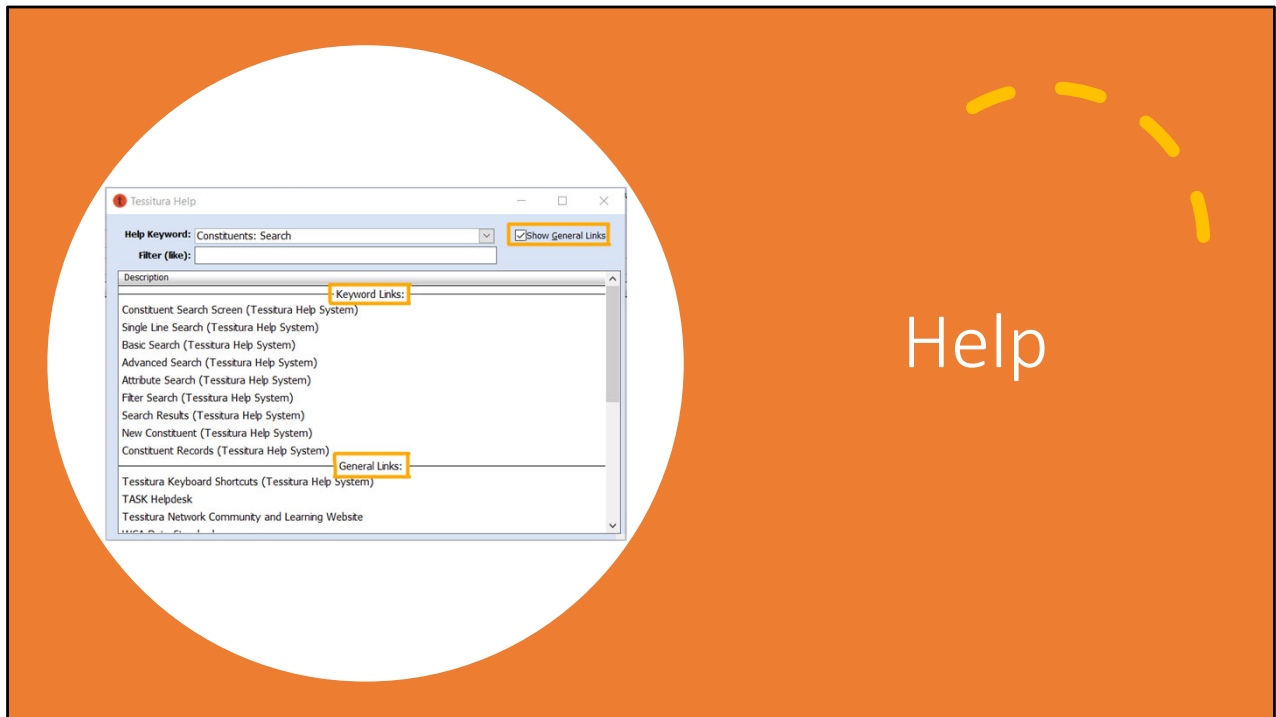 Tessitura Help
Help Keyword: Constituents: Search Show General Links
Filter (like):
Description
Keyword Links:
Constituent Search Screen (Tessitura Help System)
Single Line Search (Tessitura Help System)
Basic Search (Tessitura Help System)
Advanced Search (Tessitura Help System)
Attribute Search (Tessitura Help System)
Filter Search (Tessitura Help System)
Search Results (Tessitura Help System)
New Constituent (Tessitura Help System)
Constituent Records (Tessitura Help System)
General Links:
Tessitura Keyboard Shortcuts (Tessitura Help System)
TASK Helpdesk
Tessitura Network Community and Learning Website
Help